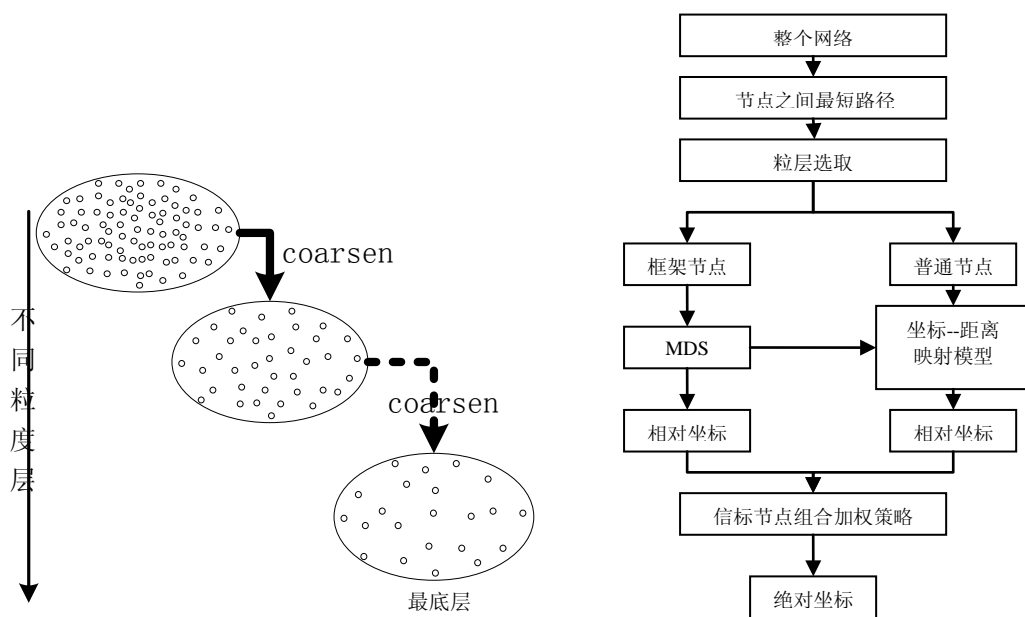 不同粒度层
coarsen
coarsen
最底层
整个网络
节点之间最短路径
粒层选取
框架节点
普通节点
MDS
坐标--距离
映射模型
相对坐标
相对坐标
信标节点组合加权策略
绝对坐标